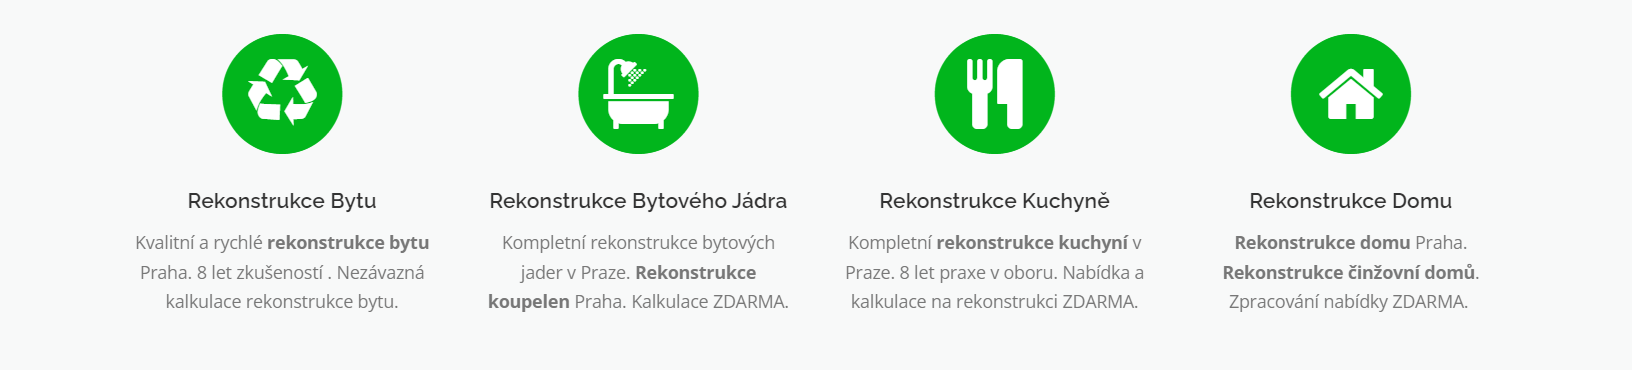 Rekonstrukce Bytu
Kvalitní a rychlé rekonstrukce bytu
Praha. 8 let zkušeností . Nezávazná
kalkulace rekonstrukce bytu.
Rekonstrukce Bytového Jádra
Kompletní rekonstrukce bytových
jader v Praze. Rekonstrukce
koupelen Praha. Kalkulace ZDARMA.
Rekonstrukce Kuchyně
Kompletní rekonstrukce kuchyní v
Praze. 8 let praxe v oboru. Nabídka a
kalkulace na rekonstrukci ZDARMA.
Rekonstrukce Domu
Rekonstrukce domu Praha.
Rekonstrukce činžovní domů.
Zpracování nabídky ZDARMA.